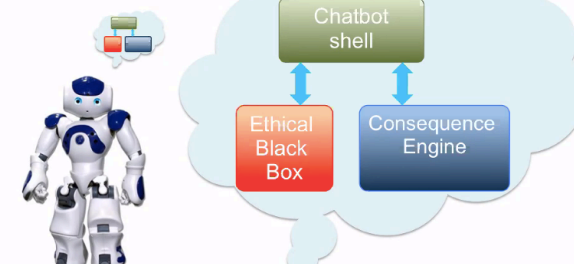 Chatbot
shell
Ethical
Black
Box
Consequence
Engine